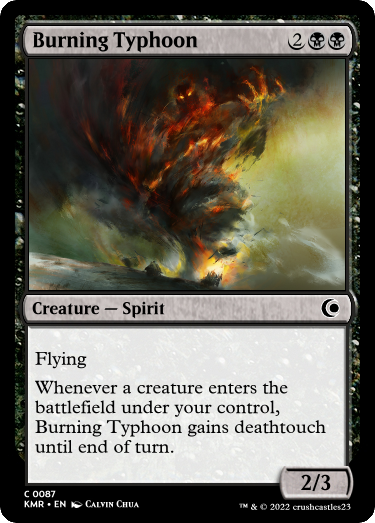 Burning Typhoon 2
Creature — Spirit
Flying
Whenever a creature enters the
battlefield under your control,
Burning Typhoon gains deathtouch
until end of turn.
2/3
C 0087
KMR • EN Calvin Chua
™ & © 2022 crushcastles23